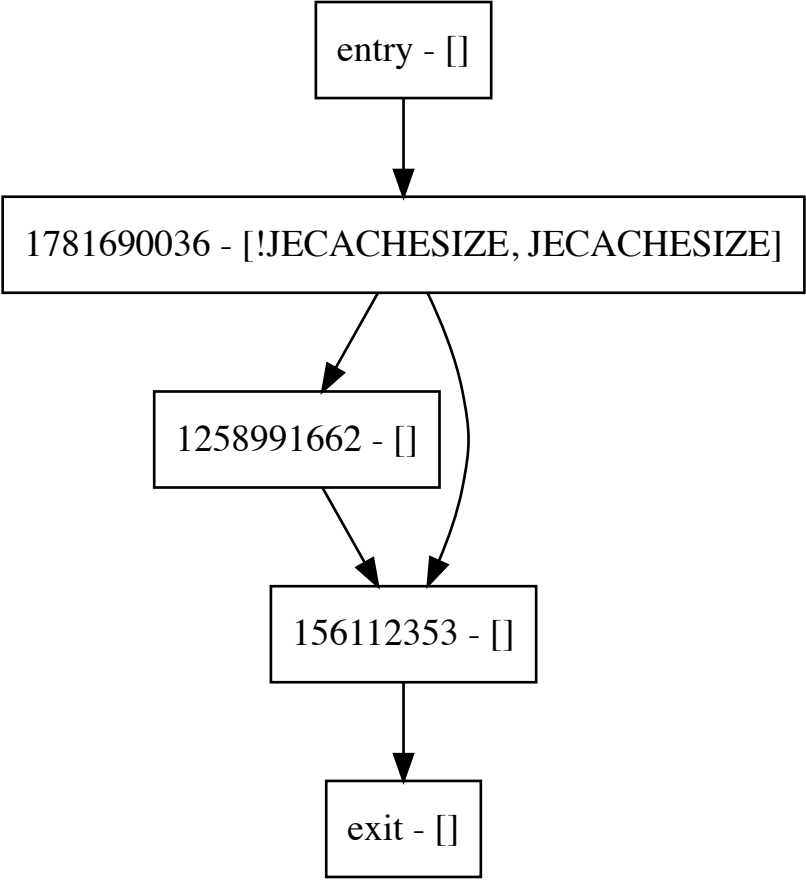 entry - []
1781690036 - [!JECACHESIZE, JECACHESIZE]
1258991662 - []
156112353 - []
exit - []